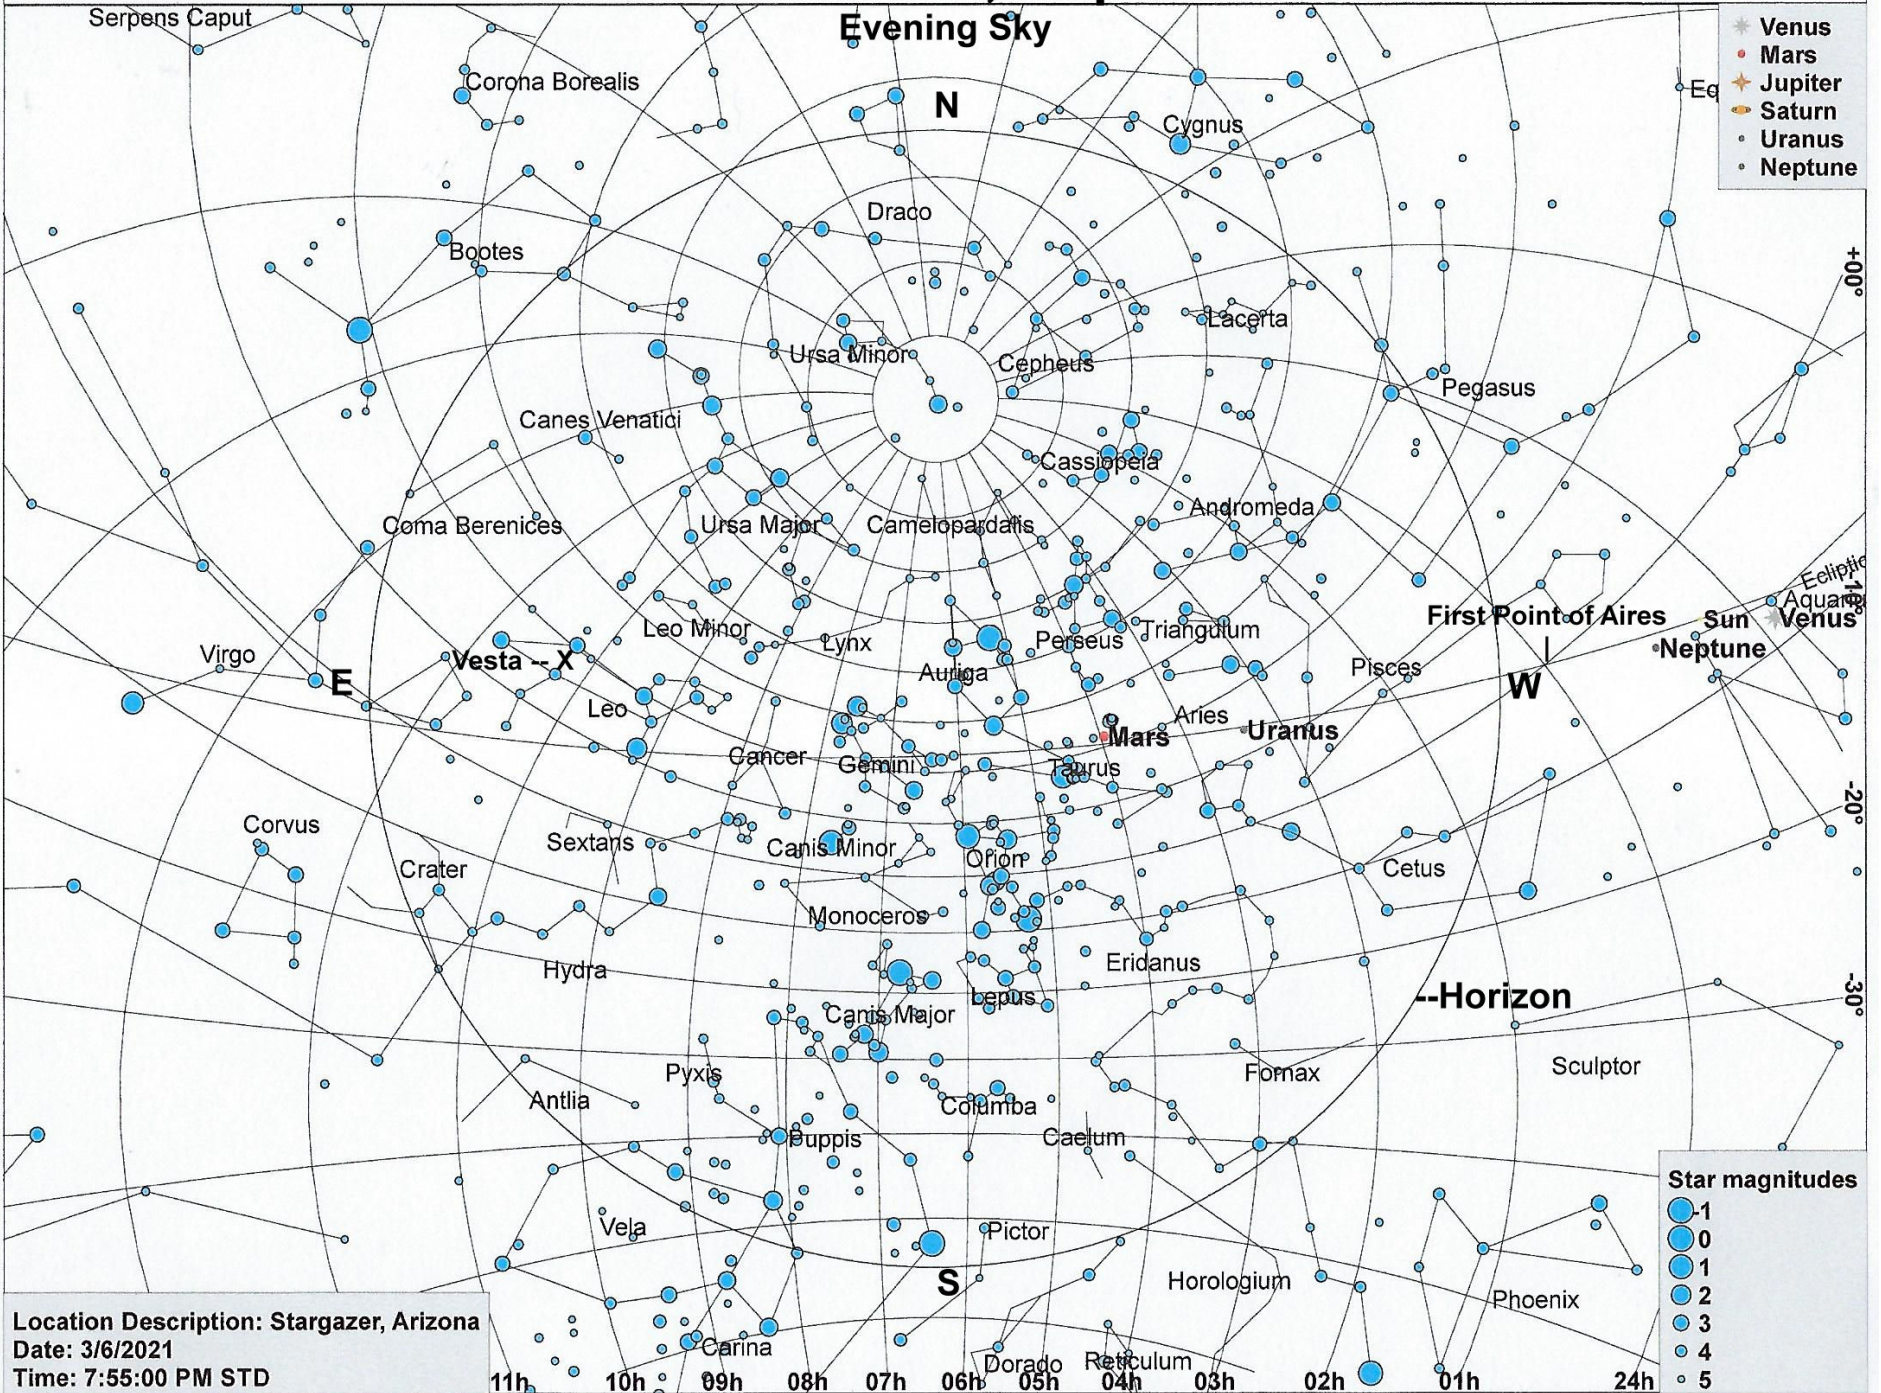 Serpens Caput
Evening Sky
Venus
Mars
Jupiter
Saturn
Uranus
Neptune
Corona Borealis
Eq
N
Cygnus
Draco
Bootes
+00°
Lacerta
Ursa Minor
Cepheus
Pegasus
Canes Venatici
Cassiopeia
Andromeda
Coma Berenices
Ursa Major
Camelopardalis
Ecliptic
-10°
First Point of Aires
Sun
Venus
Leo Minor
Lynx
Perseus
Triangulum
Neptune
Virgo
Vesta -- X
Auriga
Pisces
E
W
Leo
Aries
Mars
Uranus
Cancer
Gemini
Taurus
-20°
Corvus
Sextans
Canis Minor
Orion
Crater
Cetus
Monoceros
Hydra
Eridanus
Lepus
--Horizon
-30°
Canis Major
Pyxis
Fornax
Sculptor
Antlia
Columba
Puppis
Caelum
Vela
Pictor
S
Horologium
Phoenix
Star magnitudes
-1
0
1
2
3
4
5
Location Description: Stargazer, Arizona
Date: 3/6/2021
Time: 7:55:00 PM STD
Carina
Dorado
Reticulum
11h 10h 09h 08h 07h 06h 05h 04h 03h 02h 01h 24h